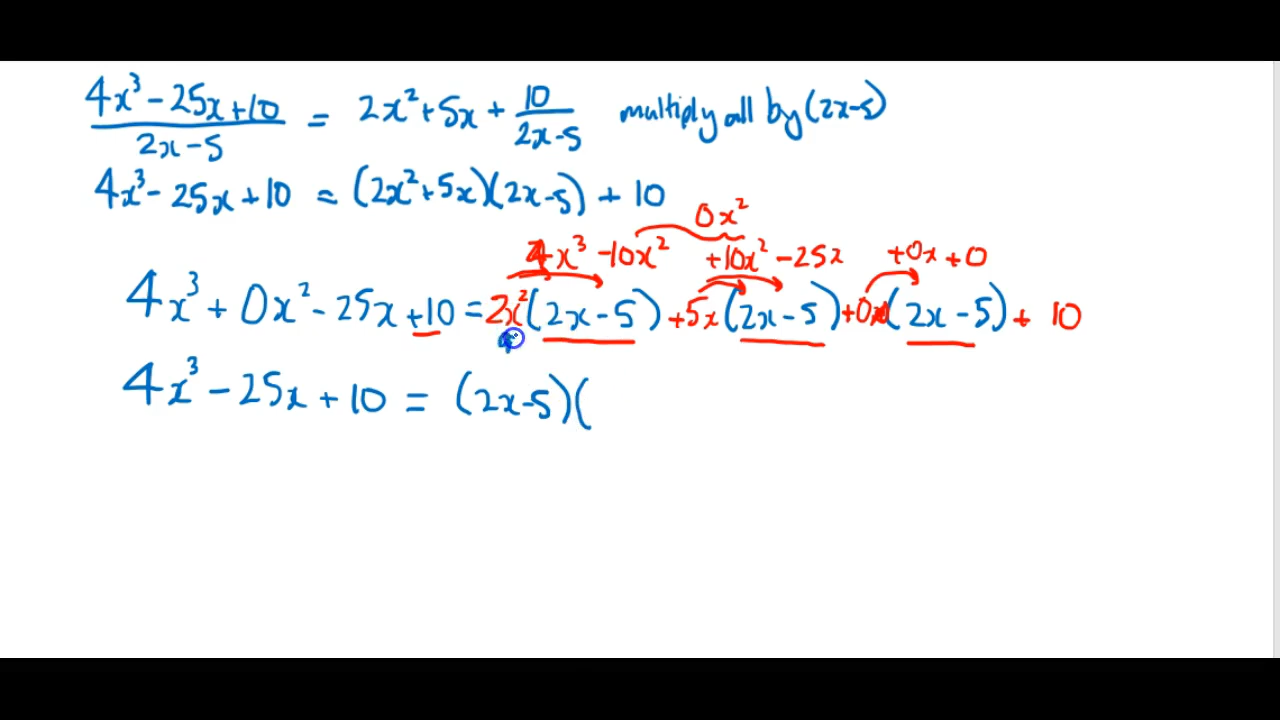 4x³ - 25x + 10 / 2x - 5 = 2x² + 5x + 10 / 2x - 5 multiply all by (2x-5)
4x³ - 25x + 10 = (2x² + 5x)(2x-5) + 10
0x²
4x³ -10x² +10x² -25x +0x +0
4x³ + 0x² - 25x + 10 = 2x²(2x - 5) + 5x(2x - 5) + 0(2x - 5) + 10
4x³ - 25x + 10 = (2x-5)(